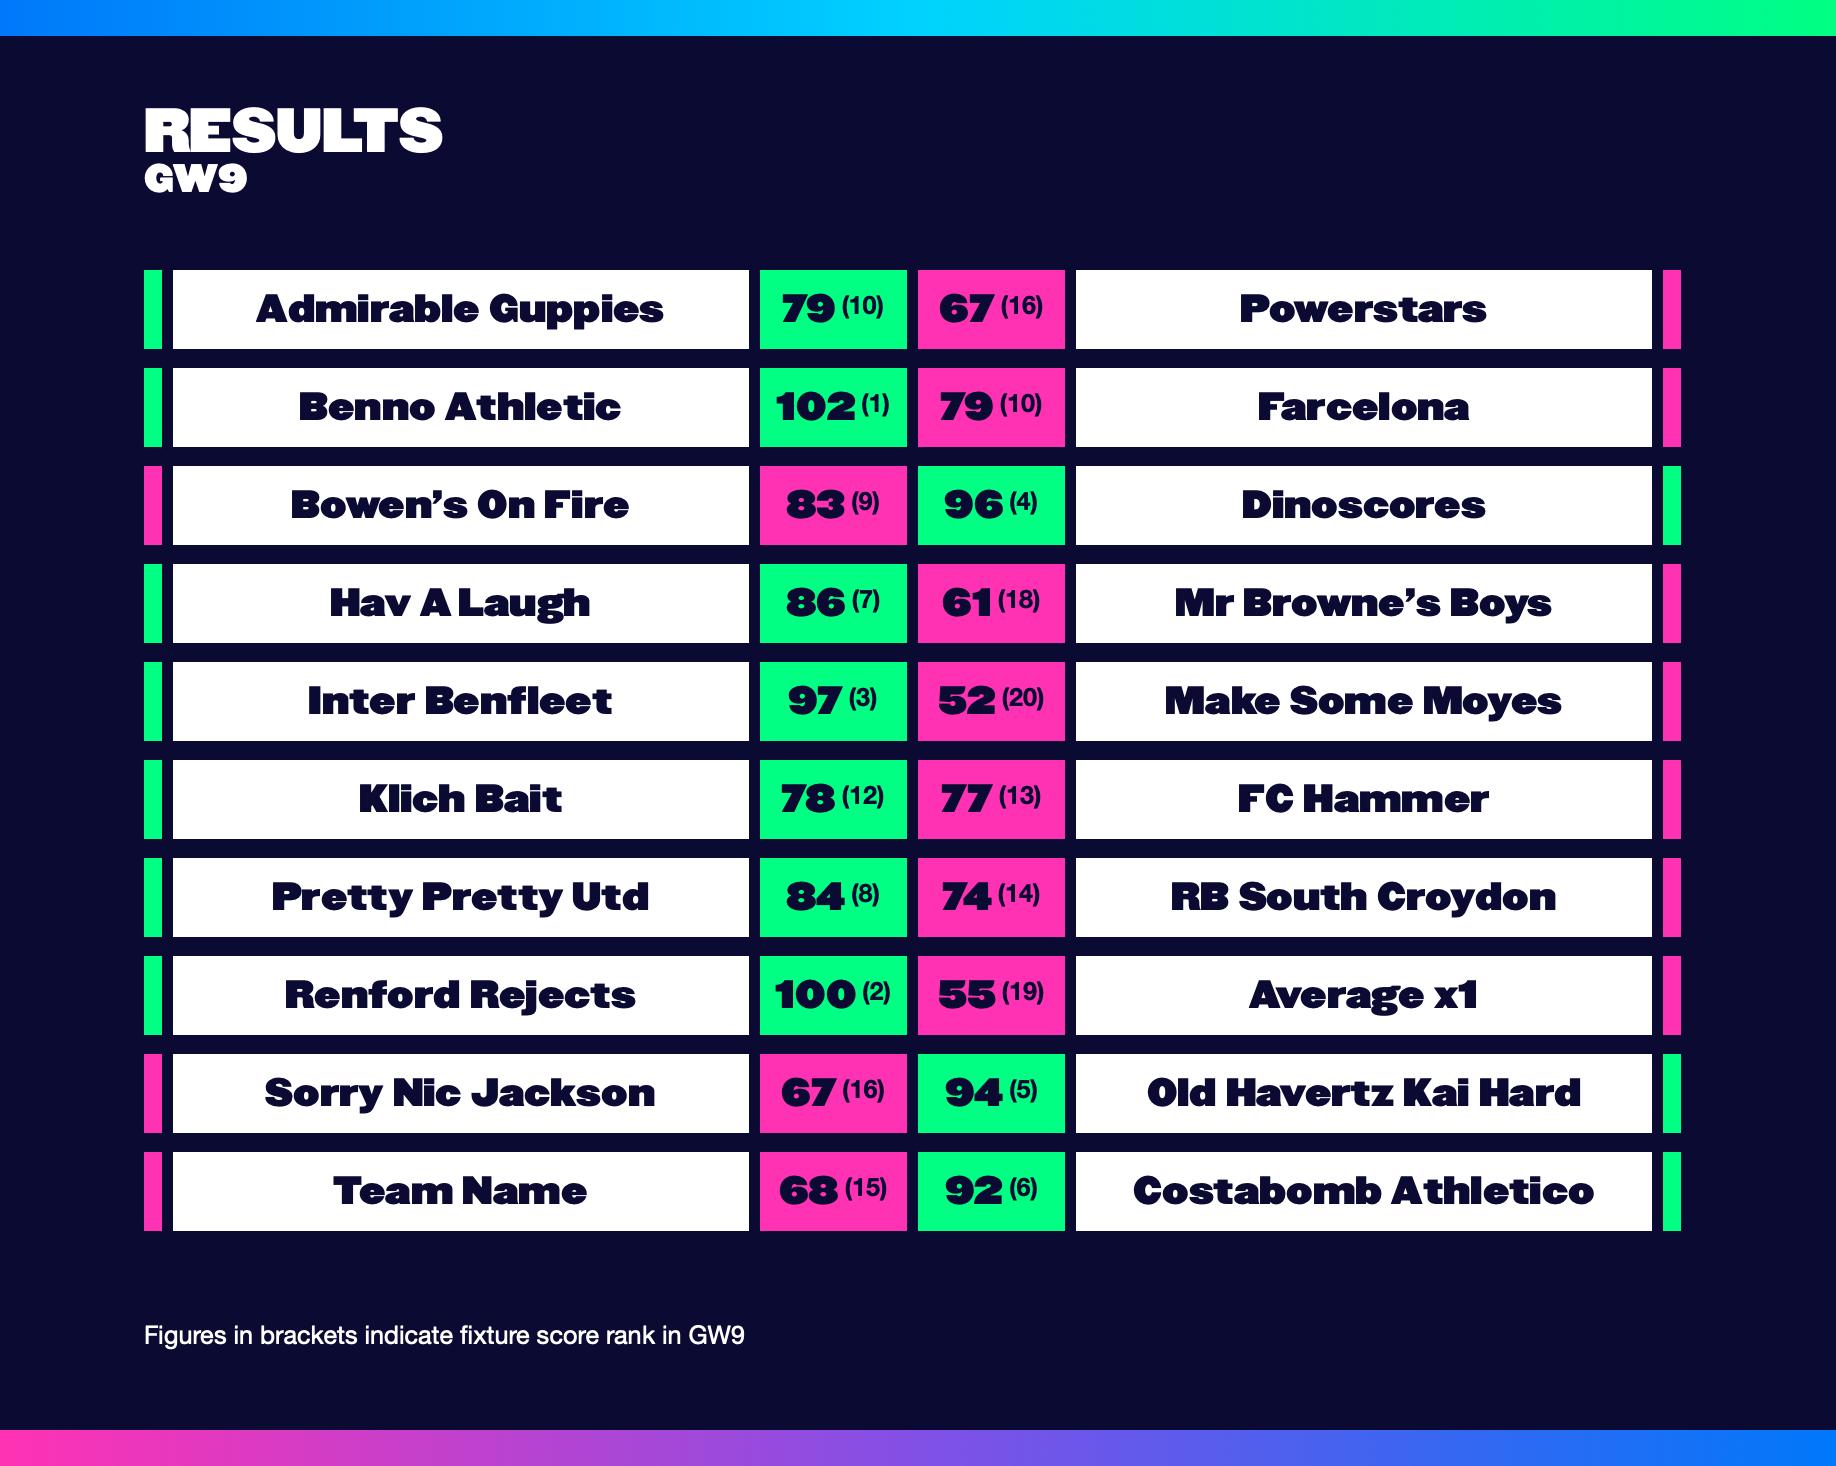 RESULTS
GW9
Admirable Guppies 79 (10) 67 (16) Powerstars
Benno Athletic 102 (1) 79 (10) Farcelona
Bowen’s On Fire 83 (9) 96 (4) Dinoscores
Hav A Laugh 86 (7) 61 (18) Mr Browne’s Boys
Inter Benfleet 97 (3) 52 (20) Make Some Moyes
Klich Bait 78 (12) 77 (13) FC Hammer
Pretty Pretty Utd 84 (8) 74 (14) RB South Croydon
Renford Rejects 100 (2) 55 (19) Average x1
Sorry Nic Jackson 67 (16) 94 (5) Old Havertz Kai Hard
Team Name 68 (15) 92 (6) Costabomb Athletico
Figures in brackets indicate fixture score rank in GW9